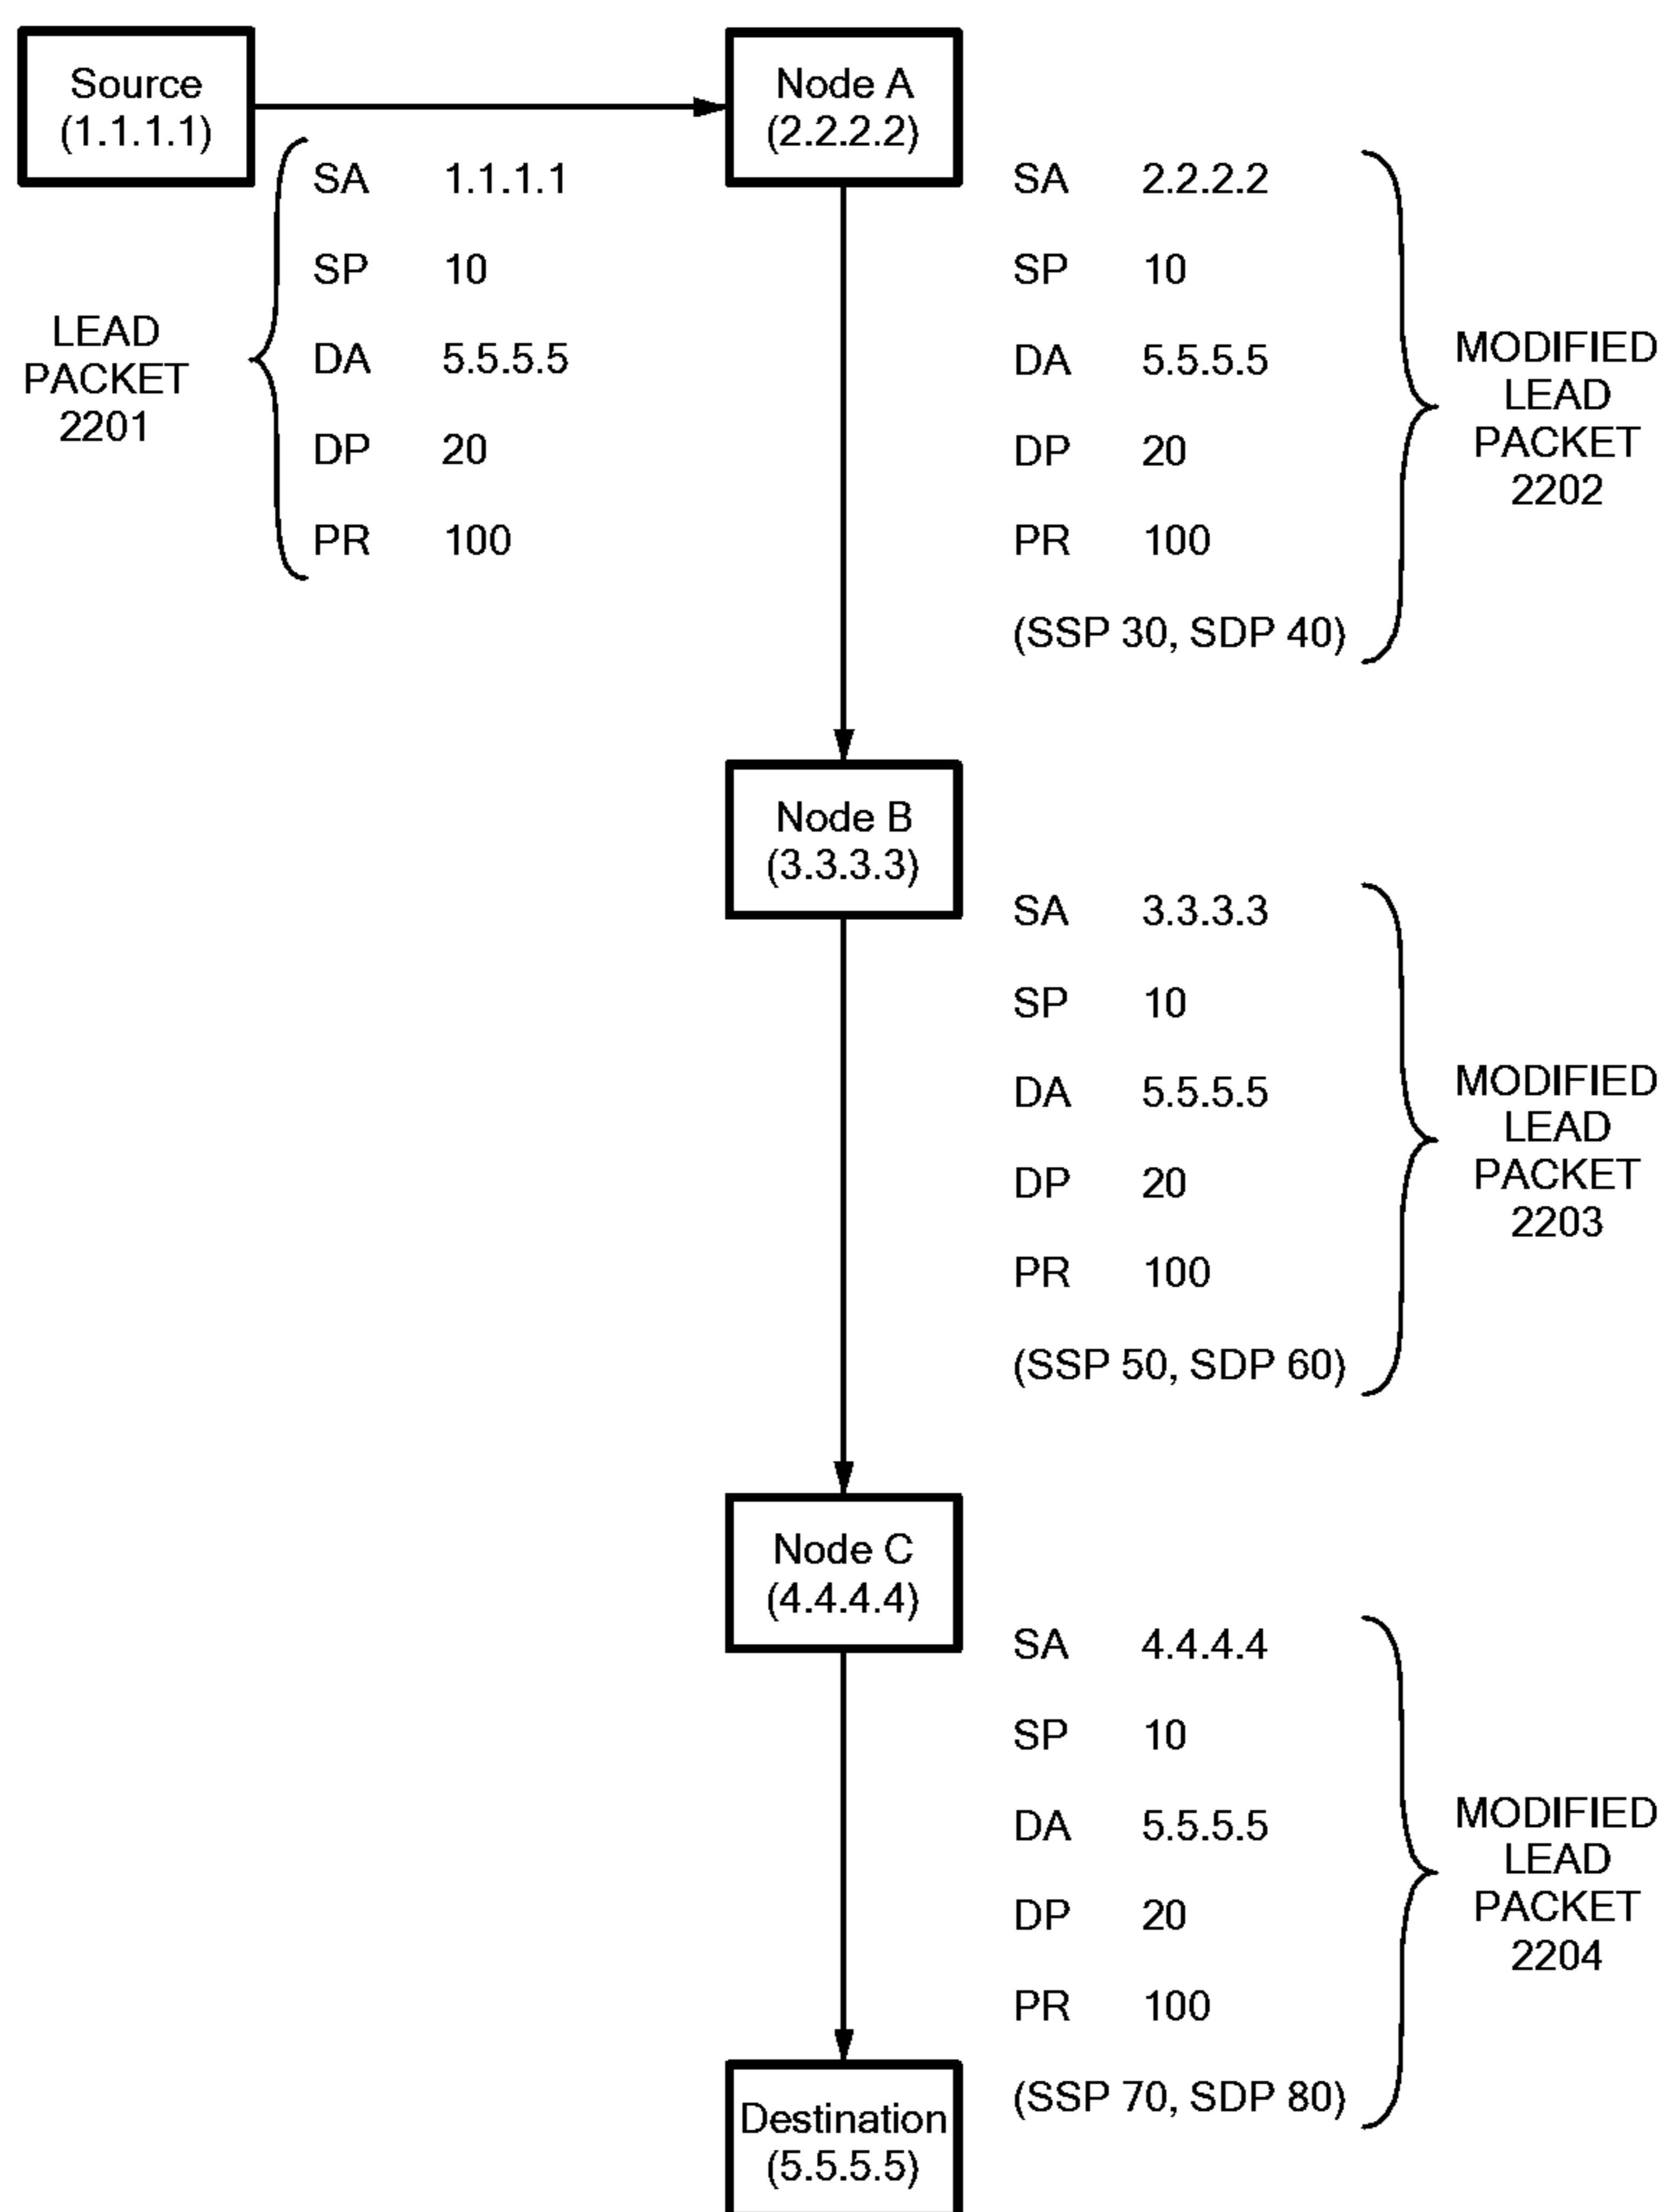 Source
(1.1.1.1)
Node A
(2.2.2.2)
LEAD
PACKET
2201
SA 1.1.1.1
SP 10
DA 5.5.5.5
DP 20
PR 100
SA 2.2.2.2
SP 10
DA 5.5.5.5
DP 20
PR 100
(SSP 30, SDP 40)
MODIFIED
LEAD
PACKET
2202
Node B
(3.3.3.3)
SA 3.3.3.3
SP 10
DA 5.5.5.5
DP 20
PR 100
(SSP 50, SDP 60)
MODIFIED
LEAD
PACKET
2203
Node C
(4.4.4.4)
SA 4.4.4.4
SP 10
DA 5.5.5.5
DP 20
PR 100
(SSP 70, SDP 80)
MODIFIED
LEAD
PACKET
2204
Destination
(5.5.5.5)